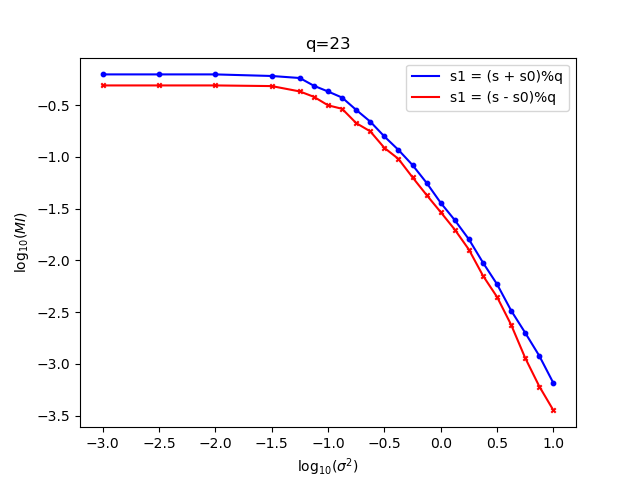 q=23
s1 = (s + s0)%q
s1 = (s - s0)%q
log₁₀(MI)
−0.5
−1.0
−1.5
−2.0
−2.5
−3.0
−3.5
−3.0 −2.5 −2.0 −1.5 −1.0 −0.5 0.0 0.5 1.0
log₁₀(σ²)